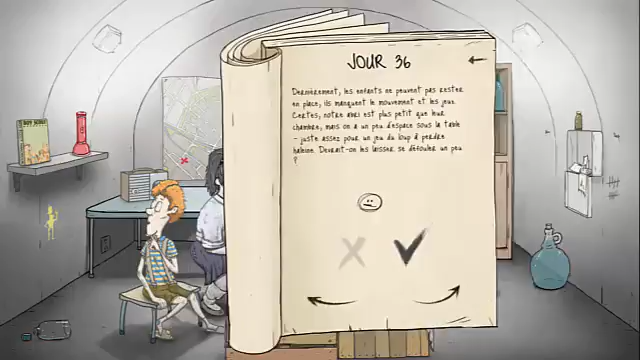 JOUR 36
Dernièrement, les enfants ne peuvent pas rester
en place, ils manquent le mouvement et les jeux.
Certes, notre abri est plus petit que leur
chambre, mais on a un peu d'espace sous la table
- juste assez pour un jeu du loup à perdre
haleine. Devrait-on les laisser se défouler un peu
?